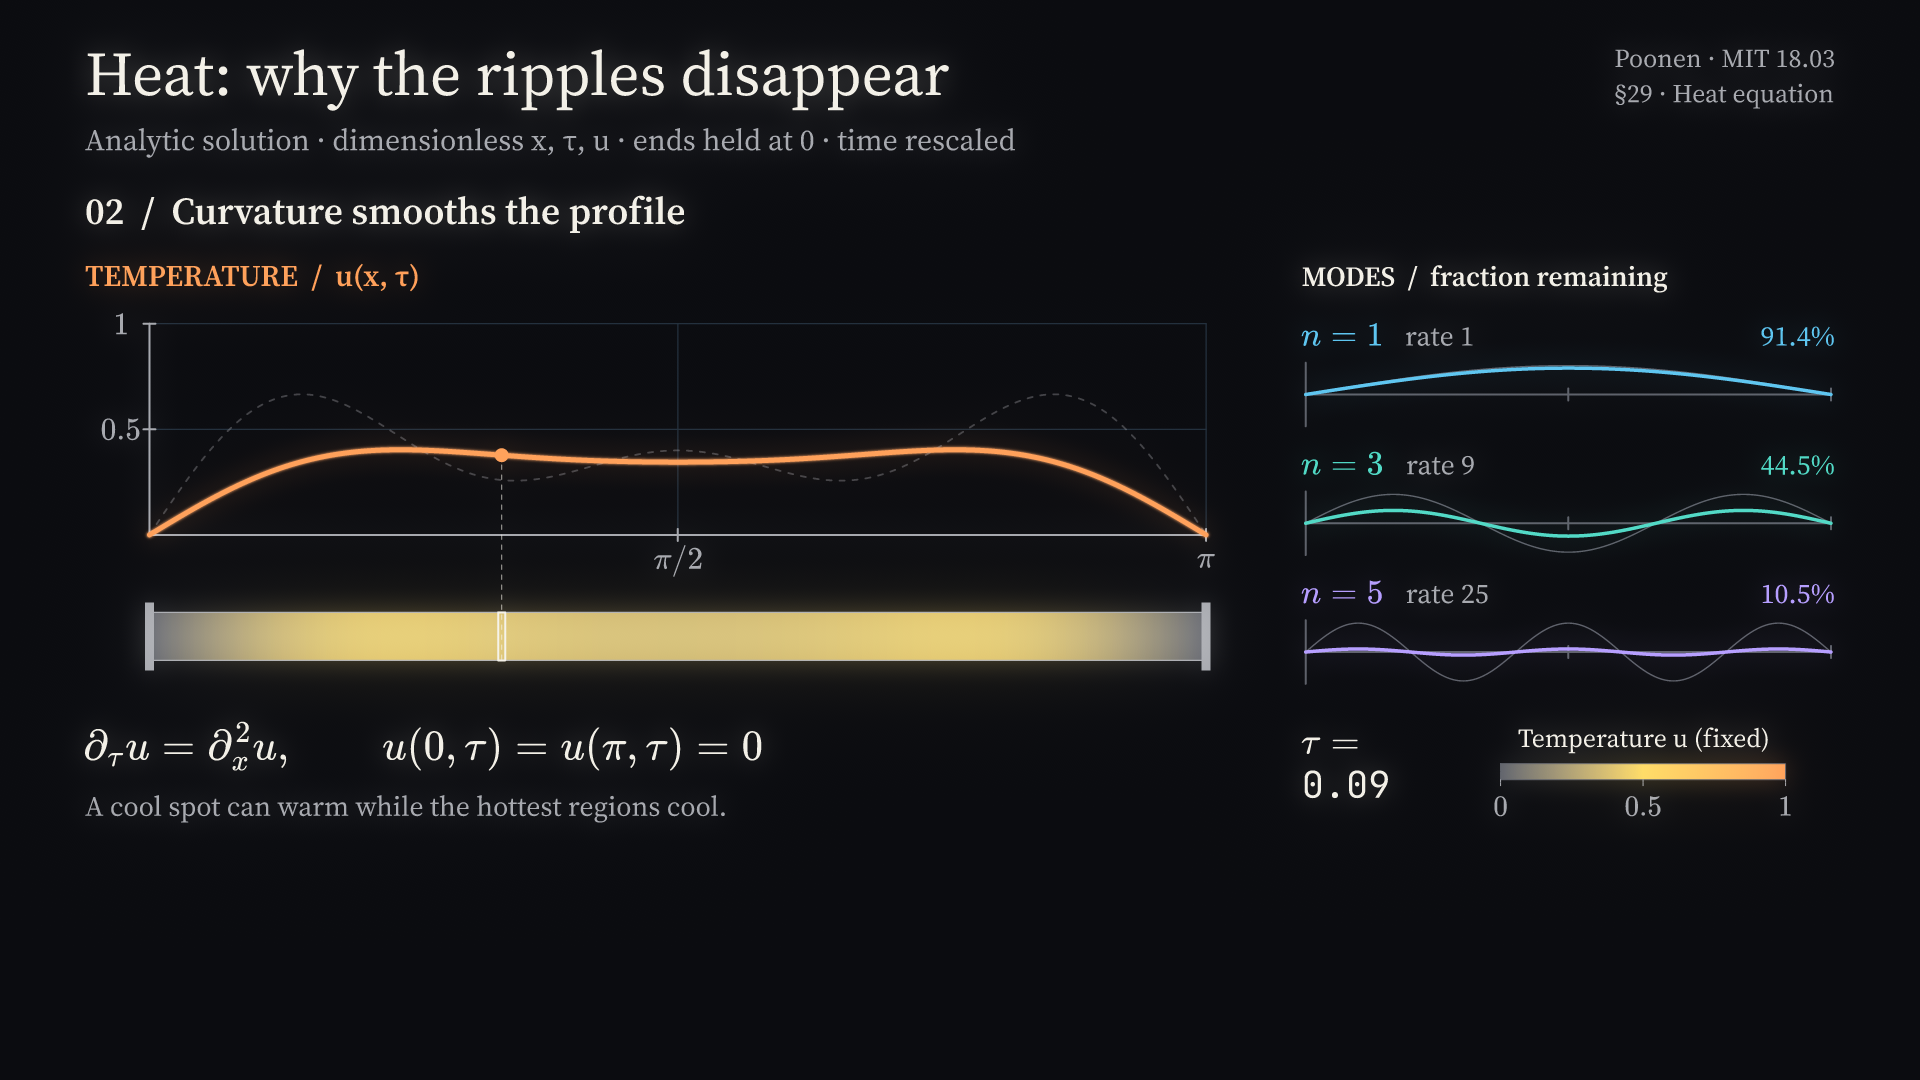 Heat: why the ripples disappear
Poonen · MIT 18.03
§29 · Heat equation
Analytic solution · dimensionless x, τ, u · ends held at 0 · time rescaled
02 / Curvature smooths the profile
TEMPERATURE / u(x, τ)
1
0.5
π/2
π
∂_τ u = ∂_x^2 u,    u(0, τ) = u(π, τ) = 0
A cool spot can warm while the hottest regions cool.
MODES / fraction remaining
n = 1 rate 1 91.4%
n = 3 rate 9 44.5%
n = 5 rate 25 10.5%
τ =
0.09
Temperature u (fixed)
0 0.5 1